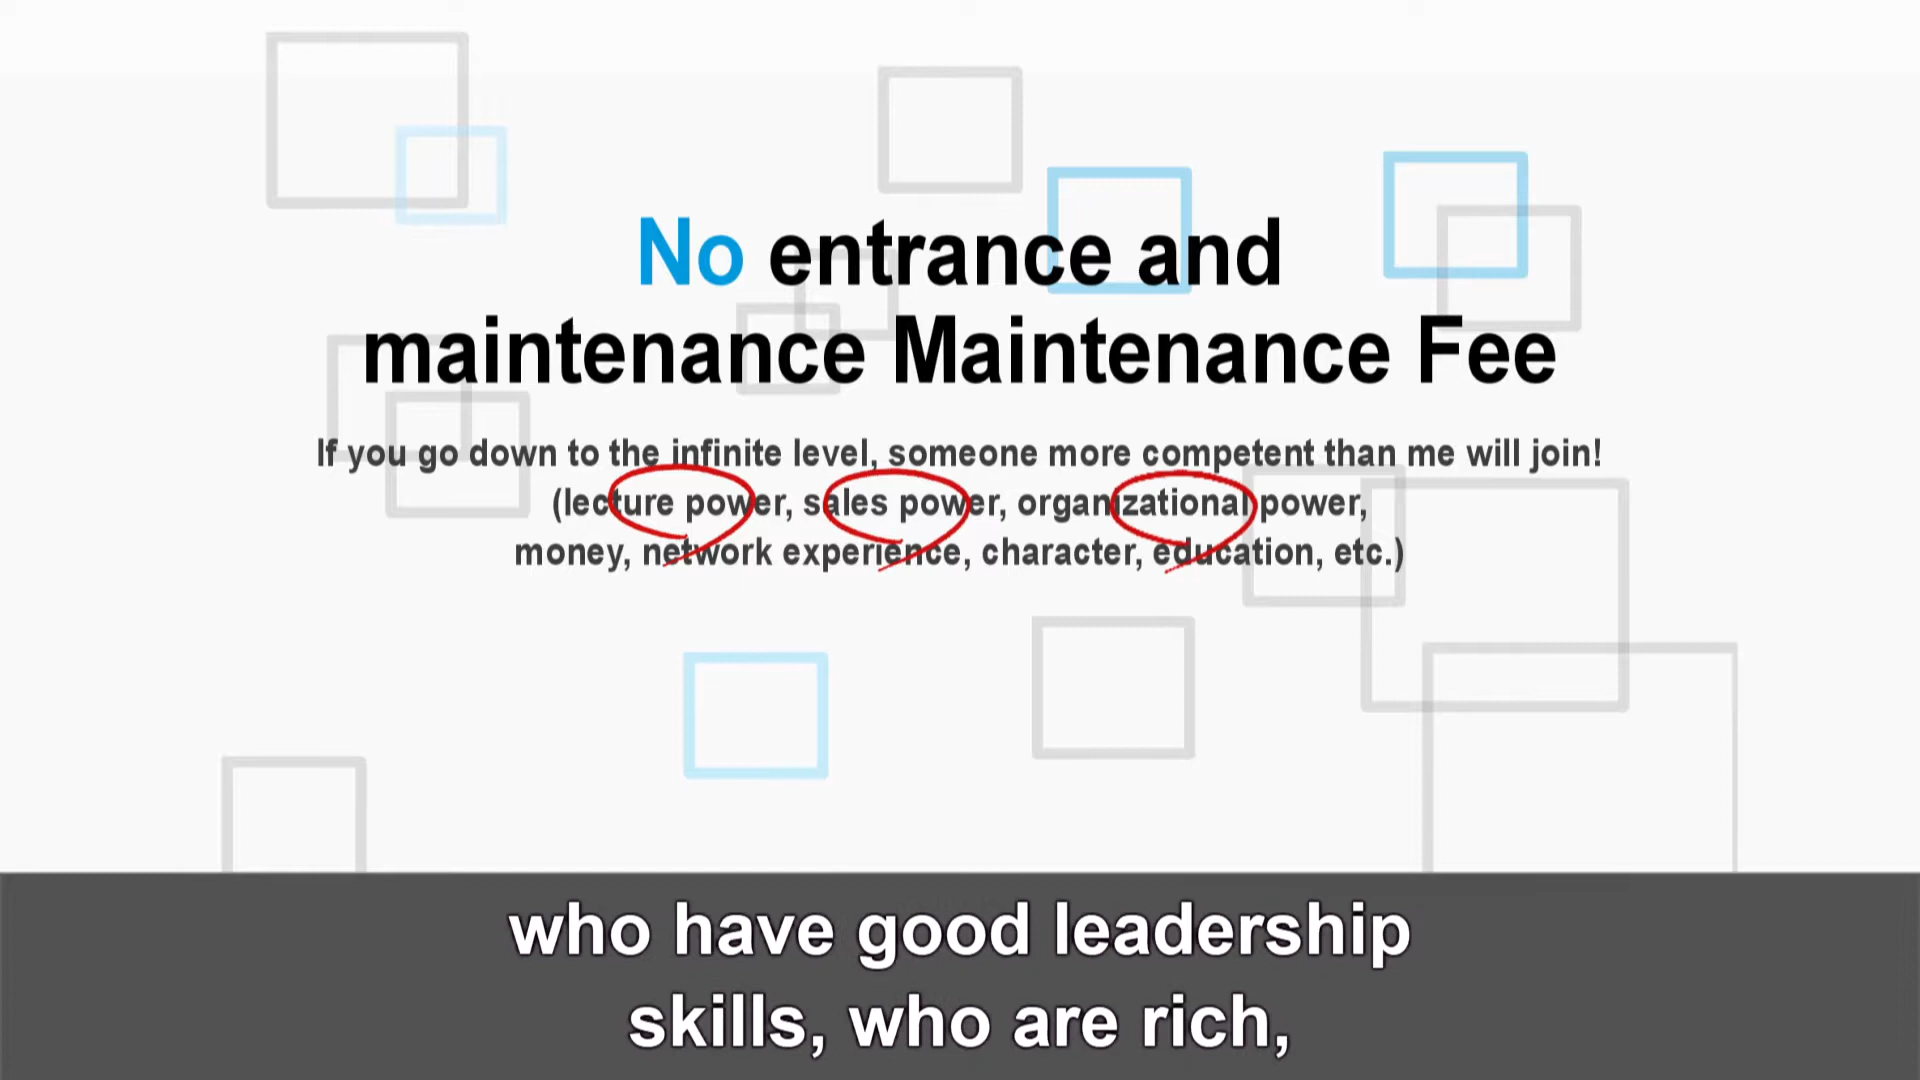 No entrance and
maintenance Maintenance Fee
If you go down to the infinite level, someone more competent than me will join!
(lecture power, sales power, organizational power,
money, network experience, character, education, etc.)
who have good leadership
skills, who are rich,